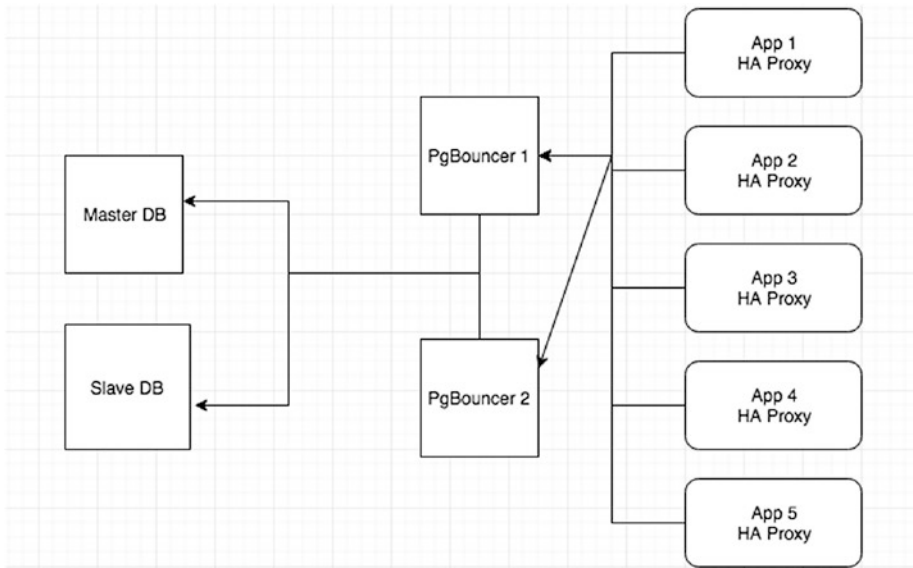 App 1
HA Proxy
PgBouncer 1
App 2
HA Proxy
Master DB
App 3
HA Proxy
Slave DB
PgBouncer 2
App 4
HA Proxy
App 5
HA Proxy